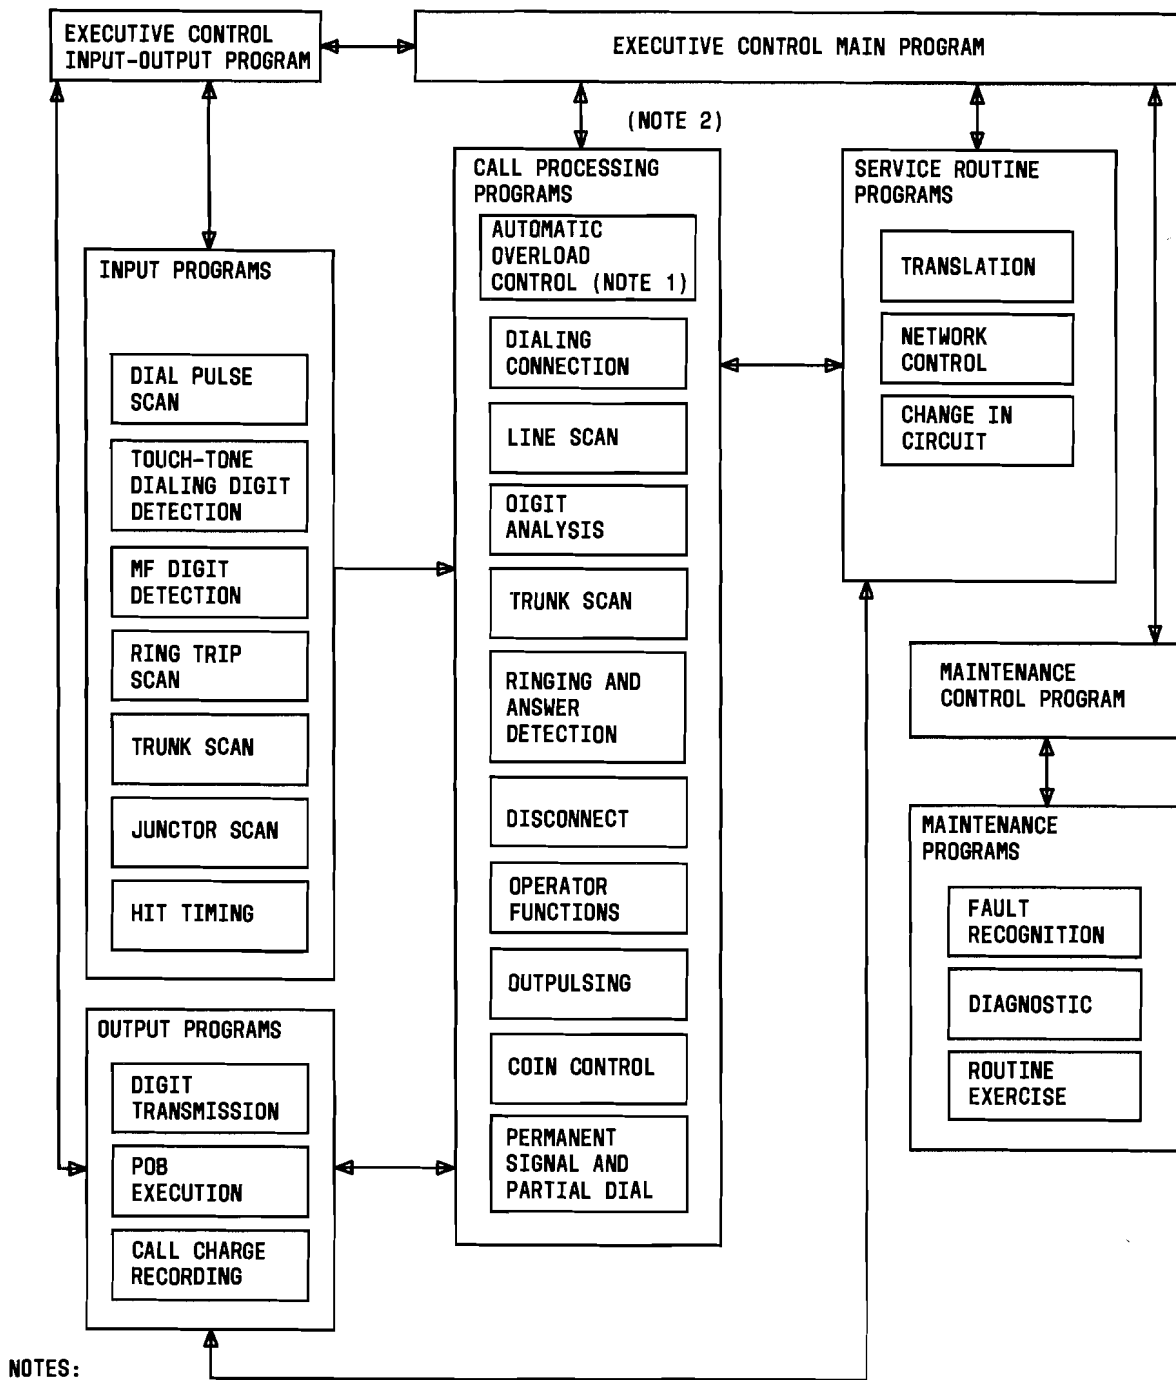 EXECUTIVE CONTROL
INPUT-OUTPUT PROGRAM
EXECUTIVE CONTROL MAIN PROGRAM
(NOTE 2)
INPUT PROGRAMS
DIAL PULSE
SCAN
TOUCH-TONE
DIALING DIGIT
DETECTION
MF DIGIT
DETECTION
RING TRIP
SCAN
TRUNK SCAN
JUNCTOR SCAN
HIT TIMING
OUTPUT PROGRAMS
DIGIT
TRANSMISSION
POB
EXECUTION
CALL CHARGE
RECORDING
CALL PROCESSING
PROGRAMS
AUTOMATIC
OVERLOAD
CONTROL (NOTE 1)
DIALING
CONNECTION
LINE SCAN
OIGIT
ANALYSIS
TRUNK SCAN
RINGING AND
ANSWER
DETECTION
DISCONNECT
OPERATOR
FUNCTIONS
OUTPULSING
COIN CONTROL
PERMANENT
SIGNAL AND
PARTIAL DIAL
SERVICE ROUTINE
PROGRAMS
TRANSLATION
NETWORK
CONTROL
CHANGE IN
CIRCUIT
MAINTENANCE
CONTROL PROGRAM
MAINTENANCE
PROGRAMS
FAULT
RECOGNITION
DIAGNOSTIC
ROUTINE
EXERCISE
NOTES: